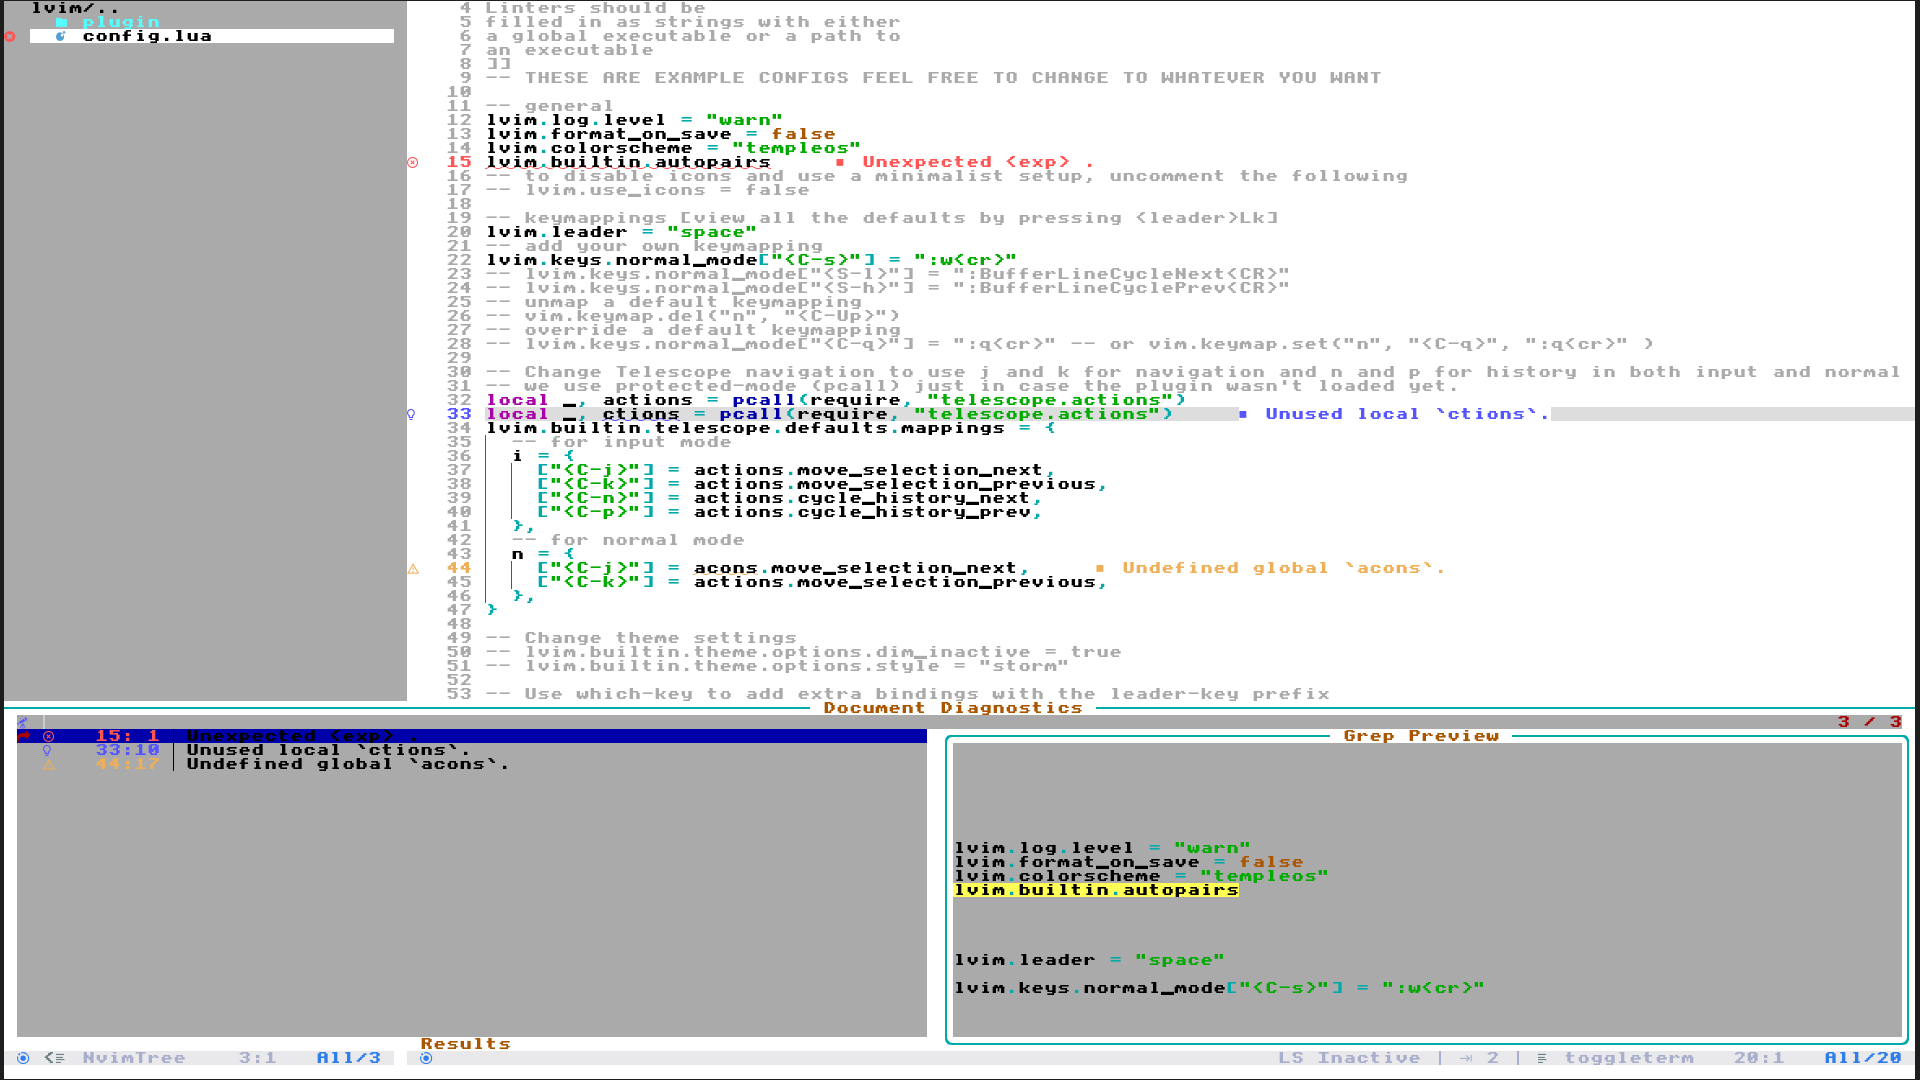 lvim/..
plugin
config.lua
4 Linters should be
5 filled in as strings with either
6 a global executable or a path to
7 an executable
8 ]]
9 -- THESE ARE EXAMPLE CONFIGS FEEL FREE TO CHANGE TO WHATEVER YOU WANT
10
11 -- general
12 lvim.log.level = "warn"
13 lvim.format_on_save = false
14 lvim.colorscheme = "templeos"
15 lvim.builtin.autopairs ▪ Unexpected <exp> .
16 -- to disable icons and use a minimalist setup, uncomment the following
17 -- lvim.use_icons = false
18
19 -- keymappings [view all the defaults by pressing <leader>Lk]
20 lvim.leader = "space"
21 -- add your own keymapping
22 lvim.keys.normal_mode["<C-s>"] = ":w<cr>"
23 -- lvim.keys.normal_mode["<S-l>"] = ":BufferLineCycleNext<CR>"
24 -- lvim.keys.normal_mode["<S-h>"] = ":BufferLineCyclePrev<CR>"
25 -- unmap a default keymapping
26 -- vim.keymap.del("n", "<C-Up>")
27 -- override a default keymapping
28 -- lvim.keys.normal_mode["<C-q>"] = ":q<cr>" -- or vim.keymap.set("n", "<C-q>", ":q<cr>" )
29
30 -- Change Telescope navigation to use j and k for navigation and n and p for history in both input and normal
31 -- we use protected-mode (pcall) just in case the plugin wasn't loaded yet.
32 local _, actions = pcall(require, "telescope.actions")
33 local _, ctions = pcall(require, "telescope.actions") ▪ Unused local `ctions`.
34 lvim.builtin.telescope.defaults.mappings = {
35 -- for input mode
36 i = {
37 ["<C-j>"] = actions.move_selection_next,
38 ["<C-k>"] = actions.move_selection_previous,
39 ["<C-n>"] = actions.cycle_history_next,
40 ["<C-p>"] = actions.cycle_history_prev,
41 },
42 -- for normal mode
43 n = {
44 ["<C-j>"] = acons.move_selection_next, ▪ Undefined global `acons`.
45 ["<C-k>"] = actions.move_selection_previous,
46 },
47 }
48
49 -- Change theme settings
50 -- lvim.builtin.theme.options.dim_inactive = true
51 -- lvim.builtin.theme.options.style = "storm"
52
53 -- Use which-key to add extra bindings with the leader-key prefix
Document Diagnostics
3 / 3
15: 1 Unexpected <exp> .
33:10 Unused local `ctions`.
44:17 Undefined global `acons`.
Grep Preview
lvim.log.level = "warn"
lvim.format_on_save = false
lvim.colorscheme = "templeos"
lvim.builtin.autopairs
lvim.leader = "space"
lvim.keys.normal_mode["<C-s>"] = ":w<cr>"
Results
NvimTree 3:1 All/3
LS Inactive | 2 | toggleterm 20:1 All/20